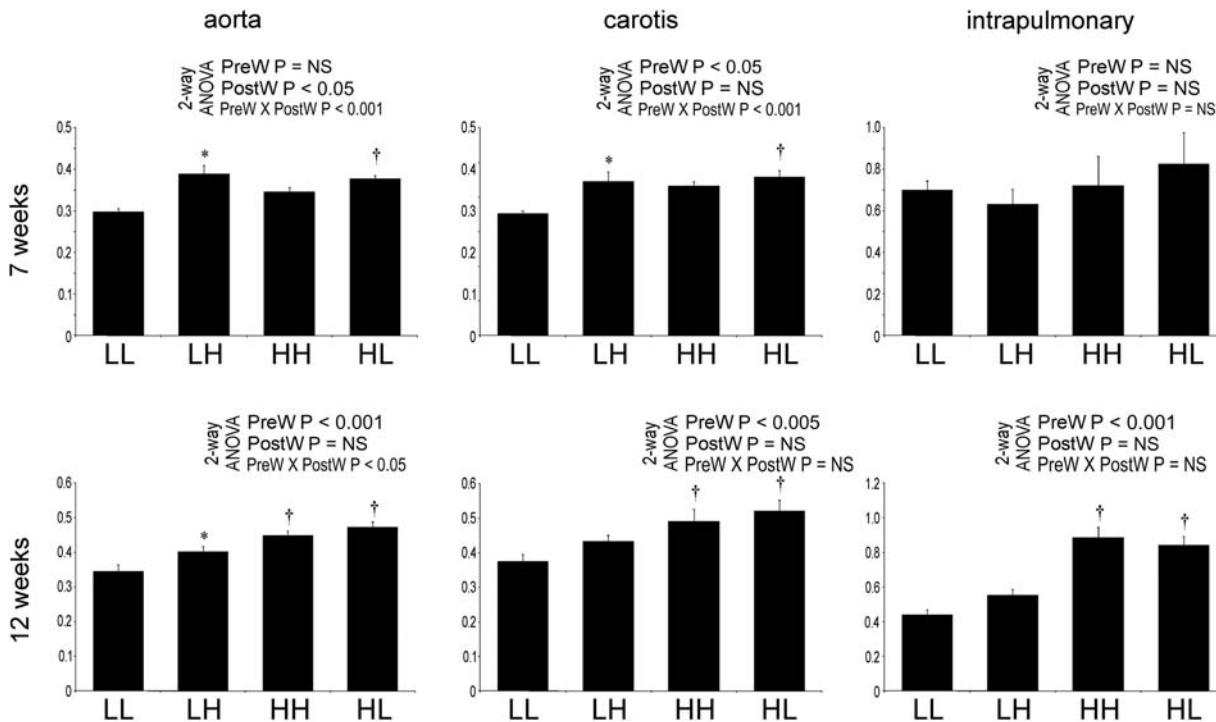 aorta
carotis
intrapulmonary
7 weeks
2-way
ANOVA
PreW P = NS
PostW P < 0.05
PreW X PostW P < 0.001
0.5
0.4
0.3
0.2
0.1
0
*
†
LL LH HH HL
2-way
ANOVA
PreW P < 0.05
PostW P = NS
PreW X PostW P < 0.001
0.5
0.4
0.3
0.2
0.1
0
*
†
LL LH HH HL
2-way
ANOVA
PreW P = NS
PostW P = NS
PreW X PostW P = NS
1.0
0.8
0.6
0.4
0.2
0
LL LH HH HL
12 weeks
2-way
ANOVA
PreW P < 0.001
PostW P = NS
PreW X PostW P < 0.05
0.6
0.5
0.4
0.3
0.2
0.1
0
*
† †
LL LH HH HL
2-way
ANOVA
PreW P < 0.005
PostW P = NS
PreW X PostW P = NS
0.6
0.5
0.4
0.3
0.2
0.1
0
† †
LL LH HH HL
2-way
ANOVA
PreW P < 0.001
PostW P = NS
PreW X PostW P = NS
1.2
1.0
0.8
0.6
0.4
0.2
0
† †
LL LH HH HL